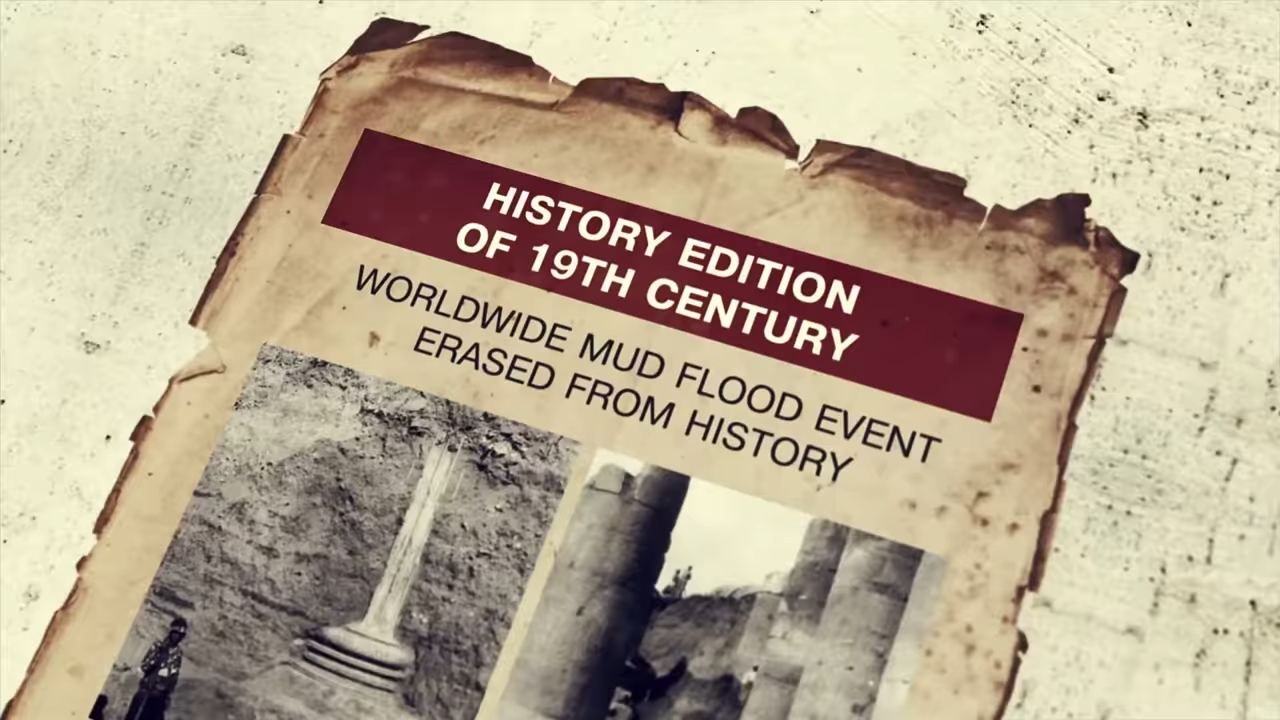 HISTORY EDITION
OF 19TH CENTURY
WORLDWIDE MUD FLOOD EVENT
ERASED FROM HISTORY